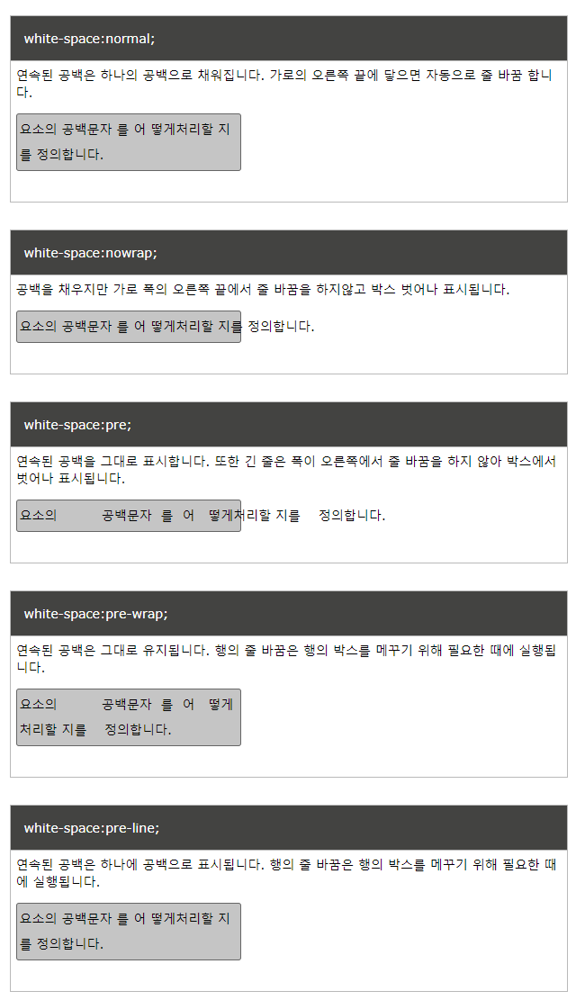 white-space:normal;
연속된 공백은 하나의 공백으로 채워집니다. 가로의 오른쪽 끝에 닿으면 자동으로 줄 바꿈 합니
다.
요소의 공백문자 를 어 떻게처리할 지
를 정의합니다.
white-space:nowrap;
공백을 채우지만 가로 폭의 오른쪽 끝에서 줄 바꿈을 하지않고 박스 벗어나 표시됩니다.
요소의 공백문자 를 어 떻게처리할 지를 정의합니다.
white-space:pre;
연속된 공백을 그대로 표시합니다. 또한 긴 줄은 폭이 오른쪽에서 줄 바꿈을 하지 않아 박스에서
벗어나 표시됩니다.
요소의      공백문자  를  어   떻게처리할 지를    정의합니다.
white-space:pre-wrap;
연속된 공백은 그대로 유지됩니다. 행의 줄 바꿈은 행의 박스를 메꾸기 위해 필요한 때에 실행됩
니다.
요소의      공백문자  를  어   떻게
처리할 지를    정의합니다.
white-space:pre-line;
연속된 공백은 하나에 공백으로 표시됩니다. 행의 줄 바꿈은 행의 박스를 메꾸기 위해 필요한 때
에 실행됩니다.
요소의 공백문자 를 어 떻게처리할 지
를 정의합니다.